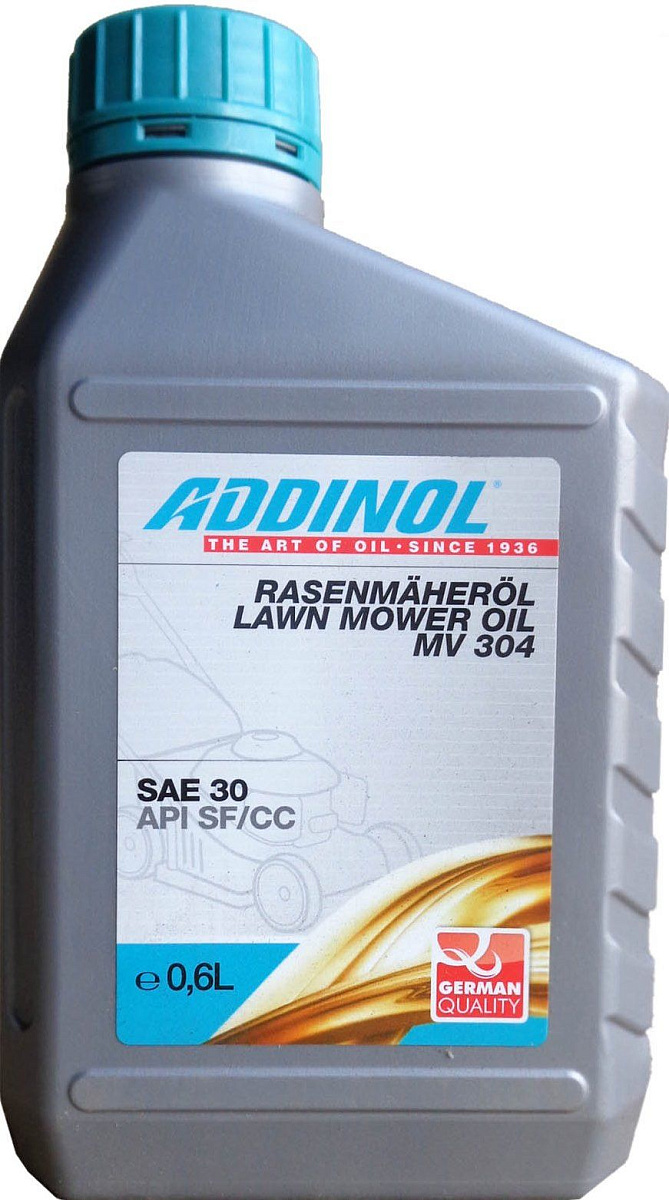 ADDINOL®
THE ART OF OIL · SINCE 1936
RASENMÄHERÖL
LAWN MOWER OIL
MV 304
SAE 30
API SF/CC
℮ 0,6L
GERMAN
QUALITY